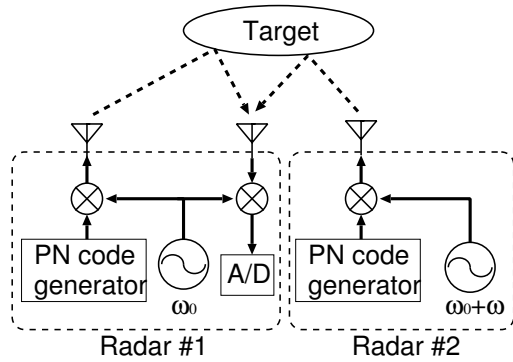 Target
PN code
generator
ω₀
A/D
PN code
generator
ω₀+ω
Radar #1
Radar #2